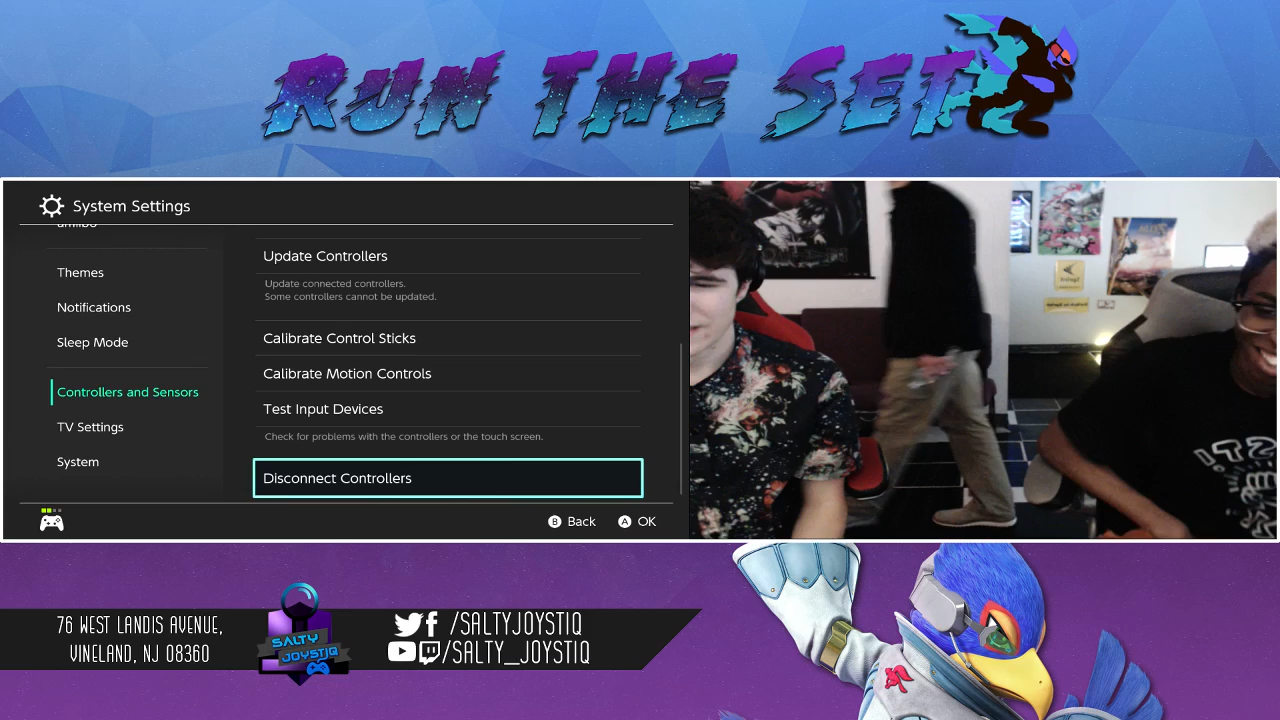 RUN THE SET
System Settings
amiibo
Themes
Notifications
Sleep Mode
Controllers and Sensors
TV Settings
System
Update Controllers
Update connected controllers.
Some controllers cannot be updated.
Calibrate Control Sticks
Calibrate Motion Controls
Test Input Devices
Check for problems with the controllers or the touch screen.
Disconnect Controllers
B Back A OK
76 WEST LANDIS AVENUE,
VINELAND, NJ 08360
SALTY
JOYSTIQ
/SALTYJOYSTIQ
/SALTY_JOYSTIQ